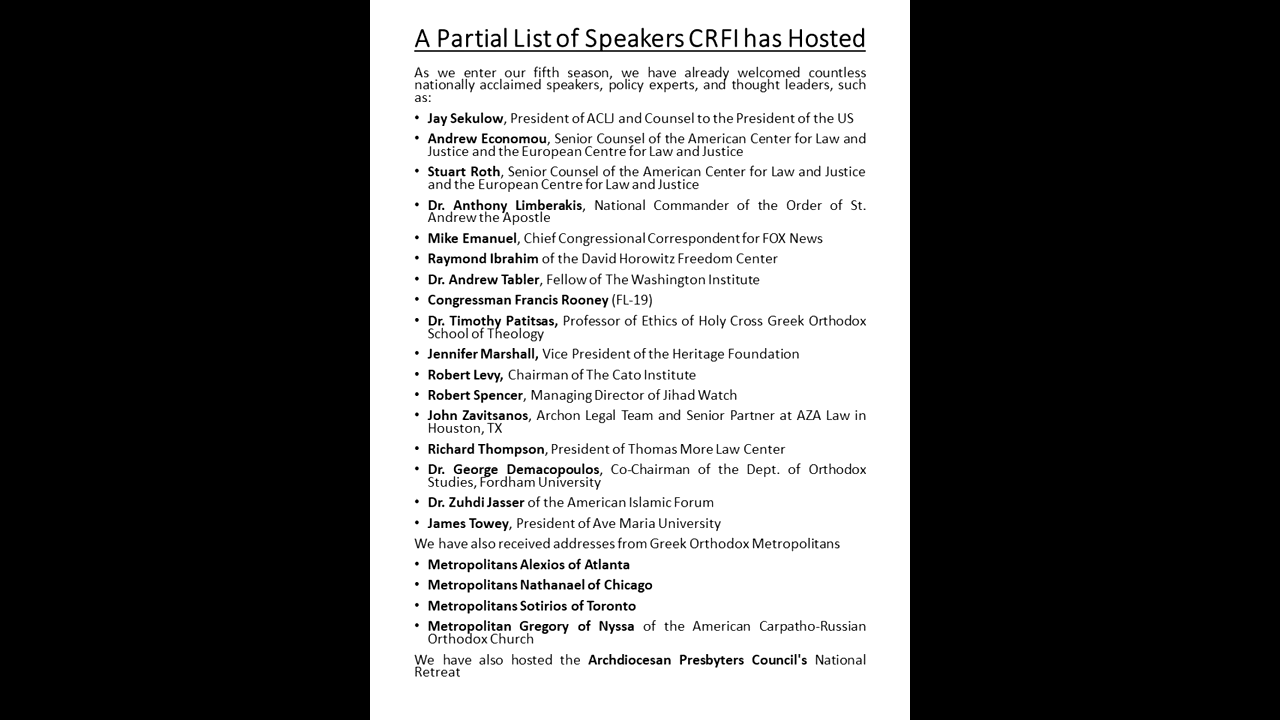 A Partial List of Speakers CRFI has Hosted
As we enter our fifth season, we have already welcomed countless
nationally acclaimed speakers, policy experts, and thought leaders, such
as:
• Jay Sekulow, President of ACLJ and Counsel to the President of the US
• Andrew Economou, Senior Counsel of the American Center for Law and
Justice and the European Centre for Law and Justice
• Stuart Roth, Senior Counsel of the American Center for Law and Justice
and the European Centre for Law and Justice
• Dr. Anthony Limberakis, National Commander of the Order of St.
Andrew the Apostle
• Mike Emanuel, Chief Congressional Correspondent for FOX News
• Raymond Ibrahim of the David Horowitz Freedom Center
• Dr. Andrew Tabler, Fellow of The Washington Institute
• Congressman Francis Rooney (FL-19)
• Dr. Timothy Patitsas, Professor of Ethics of Holy Cross Greek Orthodox
School of Theology
• Jennifer Marshall, Vice President of the Heritage Foundation
• Robert Levy, Chairman of The Cato Institute
• Robert Spencer, Managing Director of Jihad Watch
• John Zavitsanos, Archon Legal Team and Senior Partner at AZA Law in
Houston, TX
• Richard Thompson, President of Thomas More Law Center
• Dr. George Demacopoulos, Co-Chairman of the Dept. of Orthodox
Studies, Fordham University
• Dr. Zuhdi Jasser of the American Islamic Forum
• James Towey, President of Ave Maria University
We have also received addresses from Greek Orthodox Metropolitans
• Metropolitans Alexios of Atlanta
• Metropolitans Nathanael of Chicago
• Metropolitans Sotirios of Toronto
• Metropolitan Gregory of Nyssa of the American Carpatho-Russian
Orthodox Church
We have also hosted the Archdiocesan Presbyters Council's National
Retreat